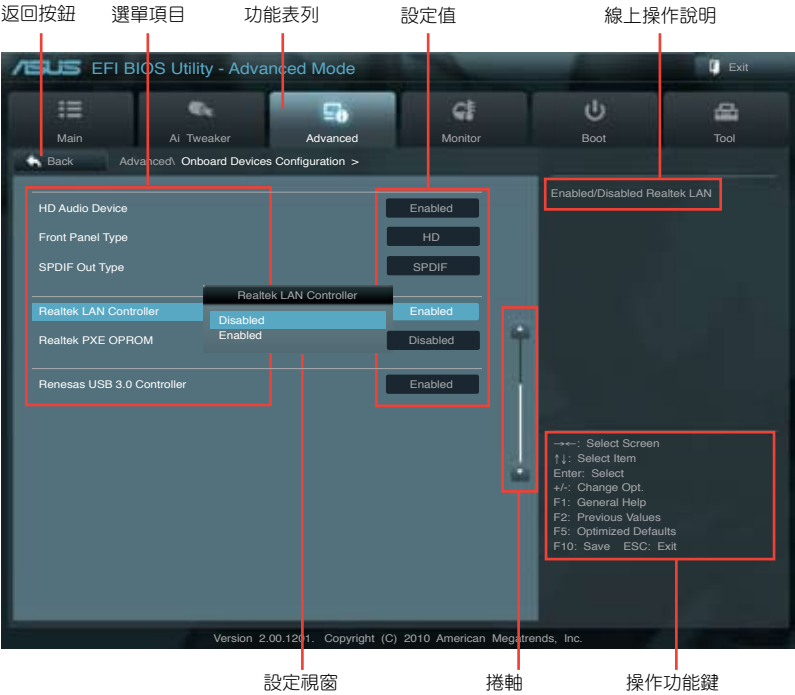 返回按鈕 選單項目 功能表列 設定值 線上操作說明
ASUS EFI BIOS Utility - Advanced Mode Exit
Main Ai Tweaker Advanced Monitor Boot Tool
Back Advanced\ Onboard Devices Configuration >
Enabled/Disabled Realtek LAN
HD Audio Device Enabled
Front Panel Type HD
SPDIF Out Type SPDIF
Realtek LAN Controller
Realtek LAN Controller Enabled
Disabled
Enabled
Realtek PXE OPROM Disabled
Renesas USB 3.0 Controller Enabled
→←: Select Screen
↑↓: Select Item
Enter: Select
+/-: Change Opt.
F1: General Help
F2: Previous Values
F5: Optimized Defaults
F10: Save ESC: Exit
Version 2.00.1201. Copyright (C) 2010 American Megatrends, Inc.
設定視窗 捲軸 操作功能鍵